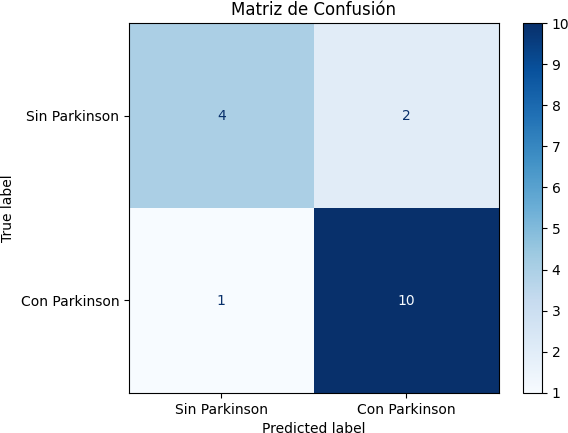 Matriz de Confusión
True label
Sin Parkinson
4
2
Con Parkinson
1
10
Sin Parkinson
Con Parkinson
Predicted label
10
9
8
7
6
5
4
3
2
1